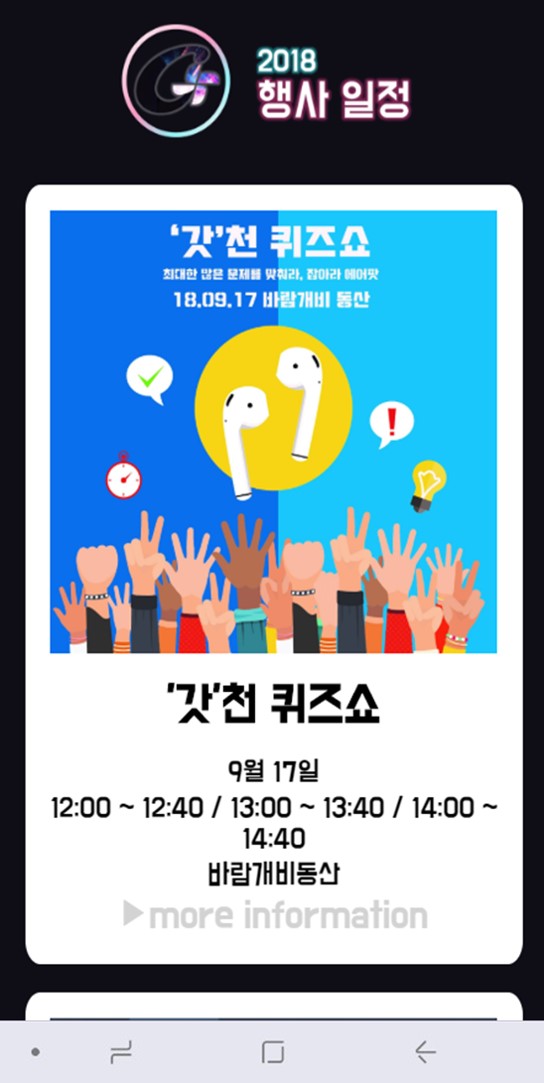 2018
행사 일정
‘갓’천 퀴즈쇼
최대한 많은 문제를 맞춰라, 잡아라 에어팟
18.09.17 바람개비 동산
'갓'천 퀴즈쇼
9월 17일
12:00 ~ 12:40 / 13:00 ~ 13:40 / 14:00 ~
14:40
바람개비동산
▶more information